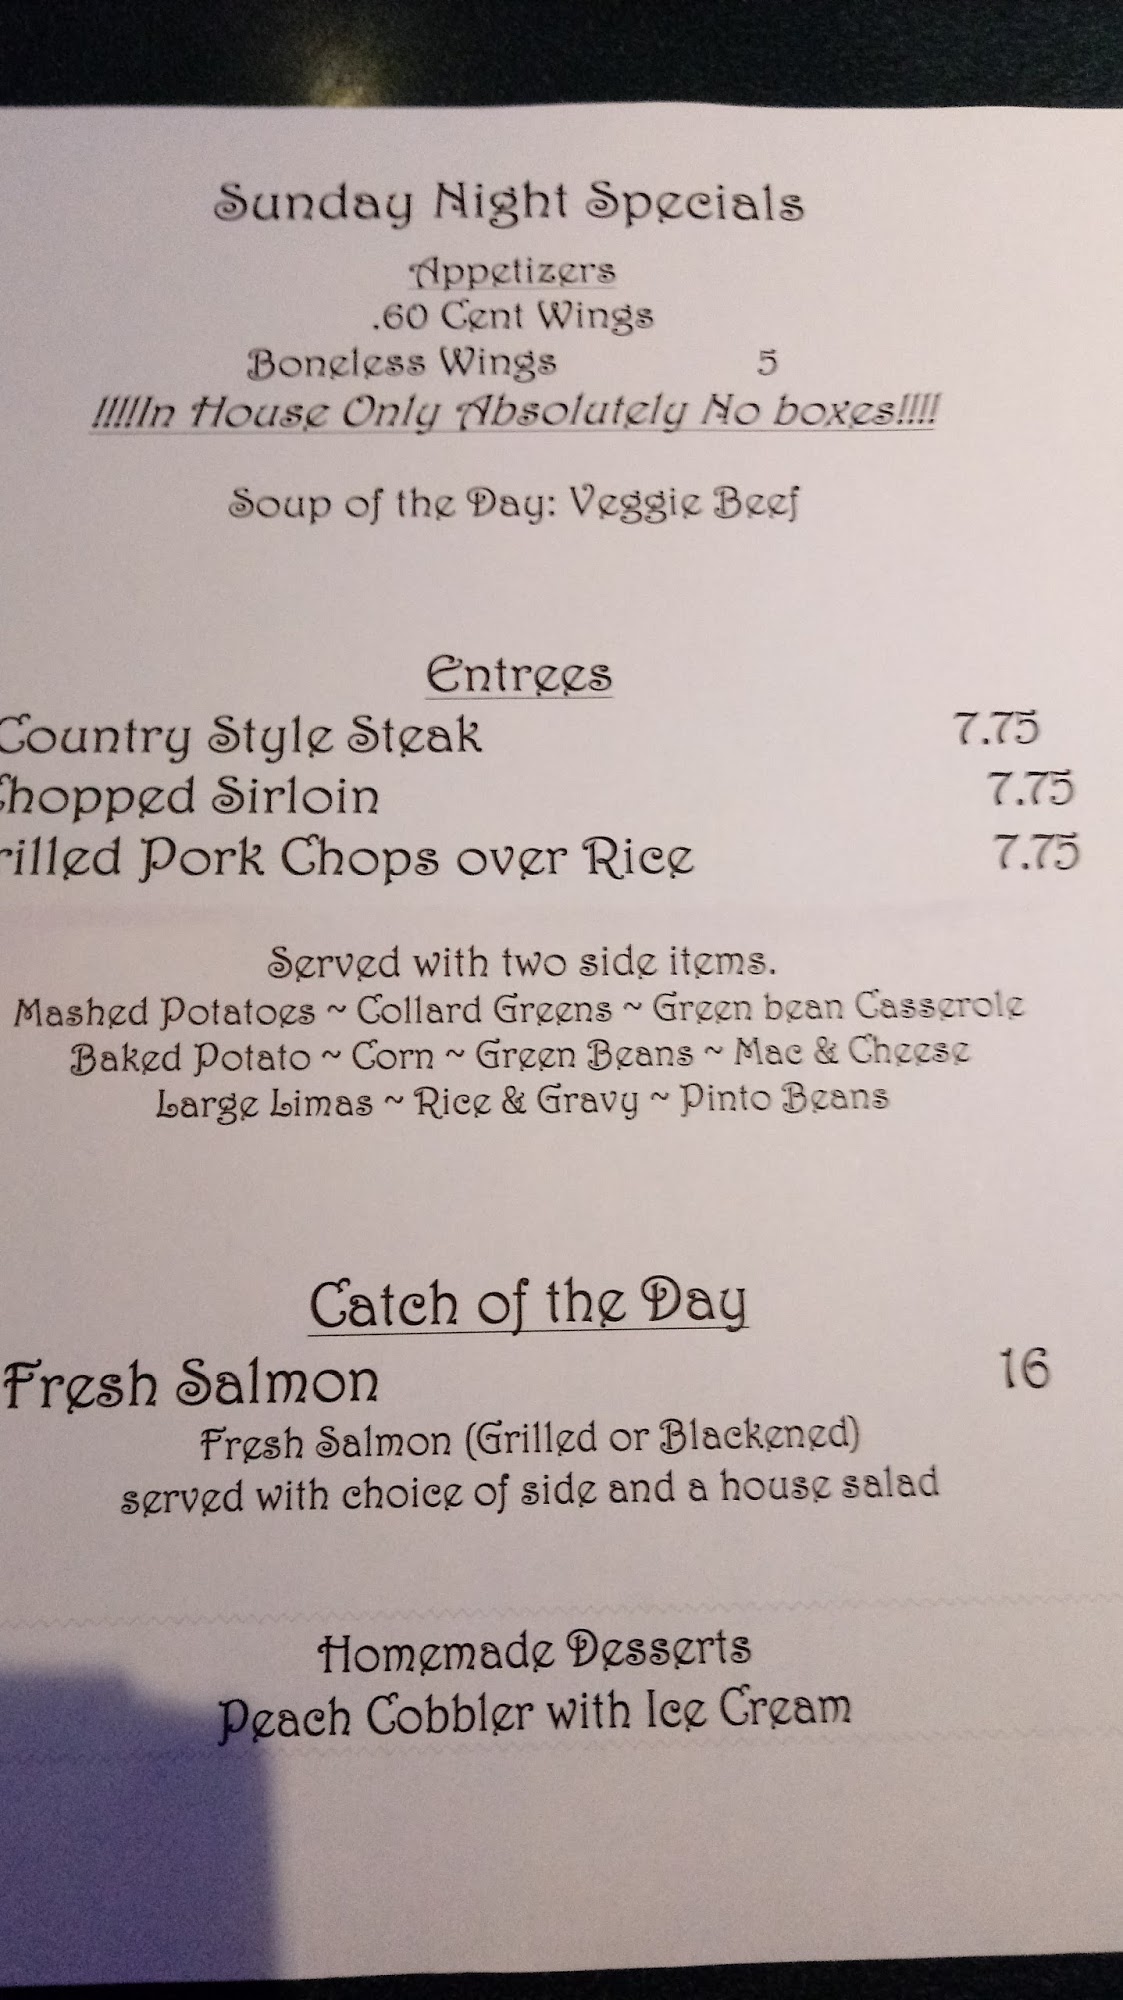 Sunday Night Specials
Appetizers
.60 Cent Wings
Boneless Wings 5
!!!!!In House Only Absolutely No boxes!!!!
Soup of the Day: Veggie Beef
Entrees
Country Style Steak 7.75
Chopped Sirloin 7.75
rilled Pork Chops over Rice 7.75
Served with two side items.
Mashed Potatoes ~ Collard Greens ~ Green bean Casserole
Baked Potato ~ Corn ~ Green Beans ~ Mac & Cheese
Large Limas ~ Rice & Gravy ~ Pinto Beans
Catch of the Day
Fresh Salmon 16
Fresh Salmon (Grilled or Blackened)
served with choice of side and a house salad
Homemade Desserts
Peach Cobbler with Ice Cream